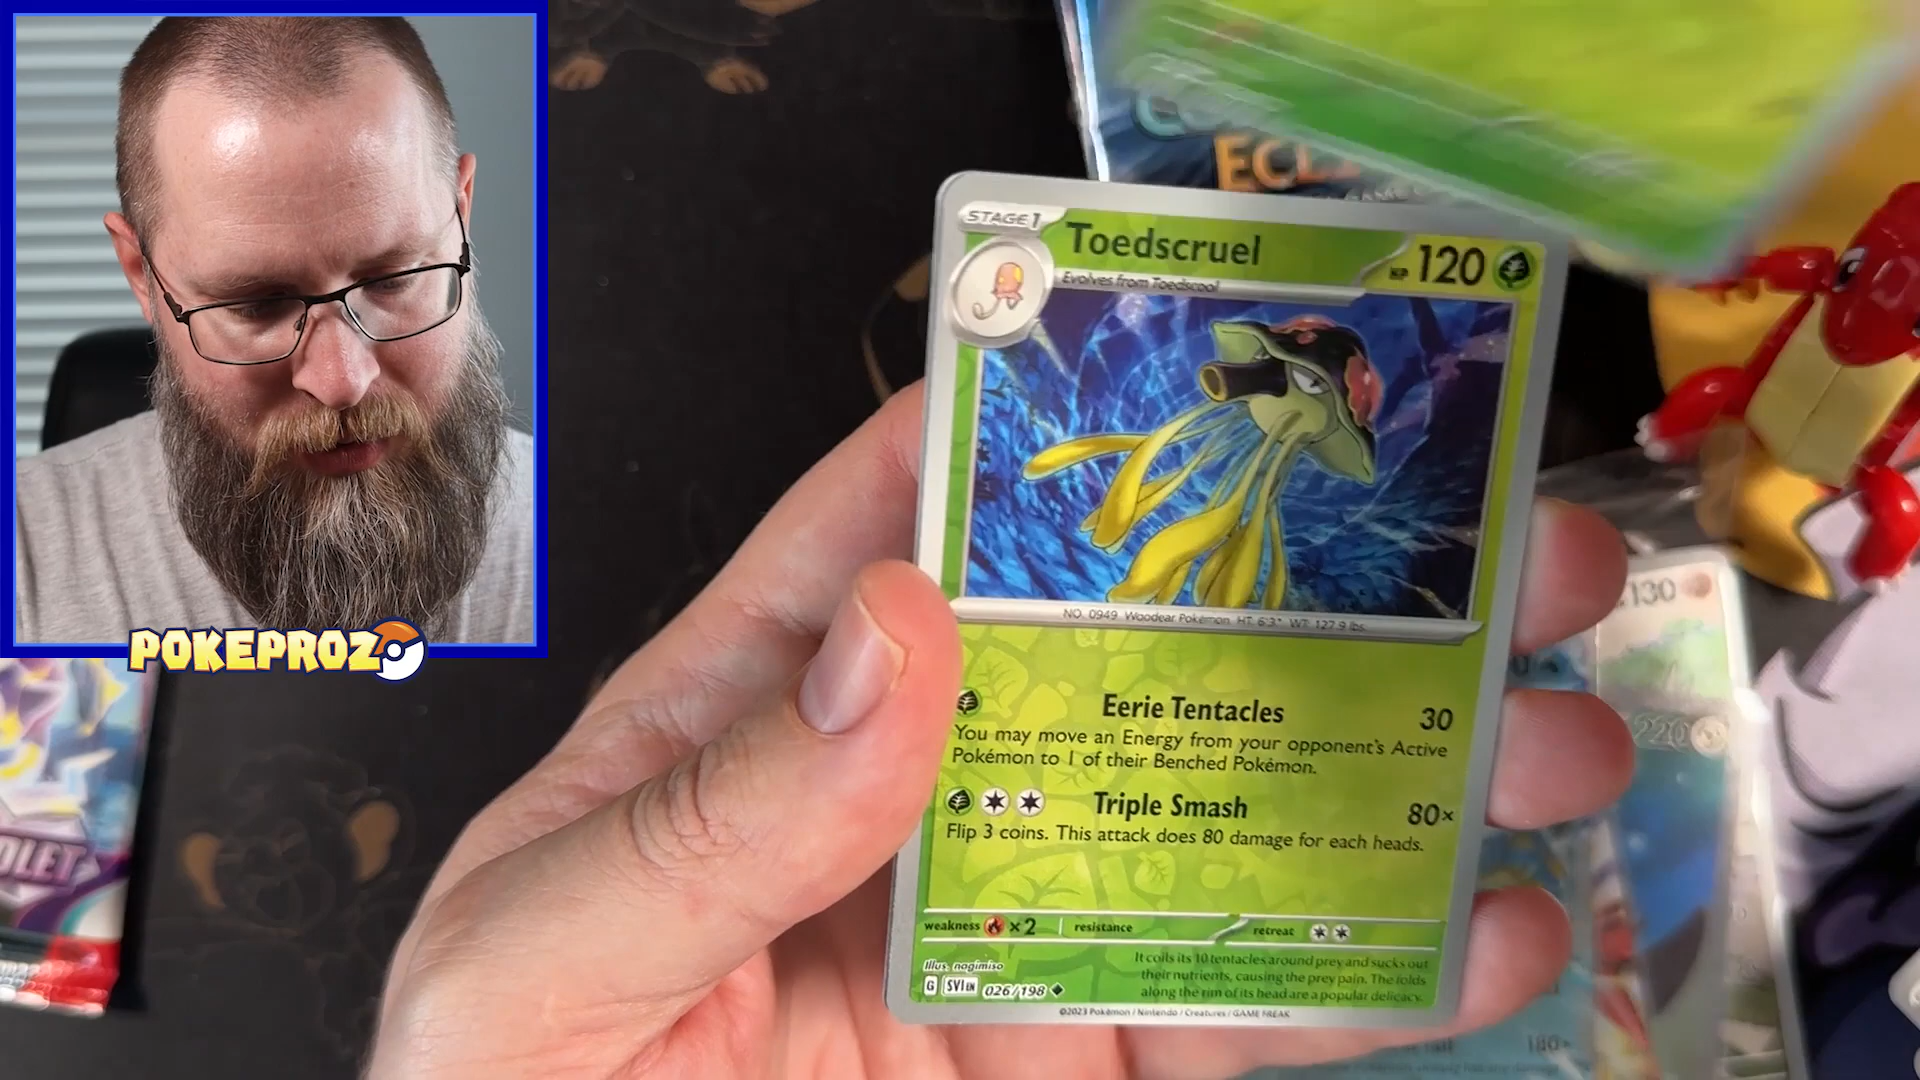 POKEPROZ
OLET
ECL
GAME
STAGE 1
Toedscruel
HP 120
Evolves from Toedscool
NO. 0949 Woodear Pokémon HT: 6'3" WT: 127.9 lbs.
Eerie Tentacles 30
You may move an Energy from your opponent's Active
Pokémon to 1 of their Benched Pokémon.
Triple Smash 80×
Flip 3 coins. This attack does 80 damage for each heads.
weakness ×2 resistance retreat
Illus. nagimiso
It coils its 10 tentacles around prey and sucks out
their nutrients, causing the prey pain. The folds
along the rim of its head are a popular delicacy.
G SVI EN 026/198
©2023 Pokémon / Nintendo / Creatures / GAME FREAK
130
220
180×